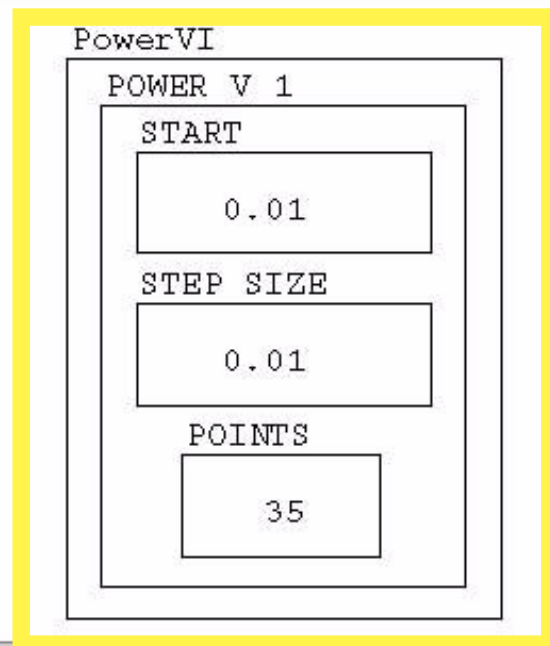 PowerVI
POWER V 1
START
0.01
STEP SIZE
0.01
POINTS
35